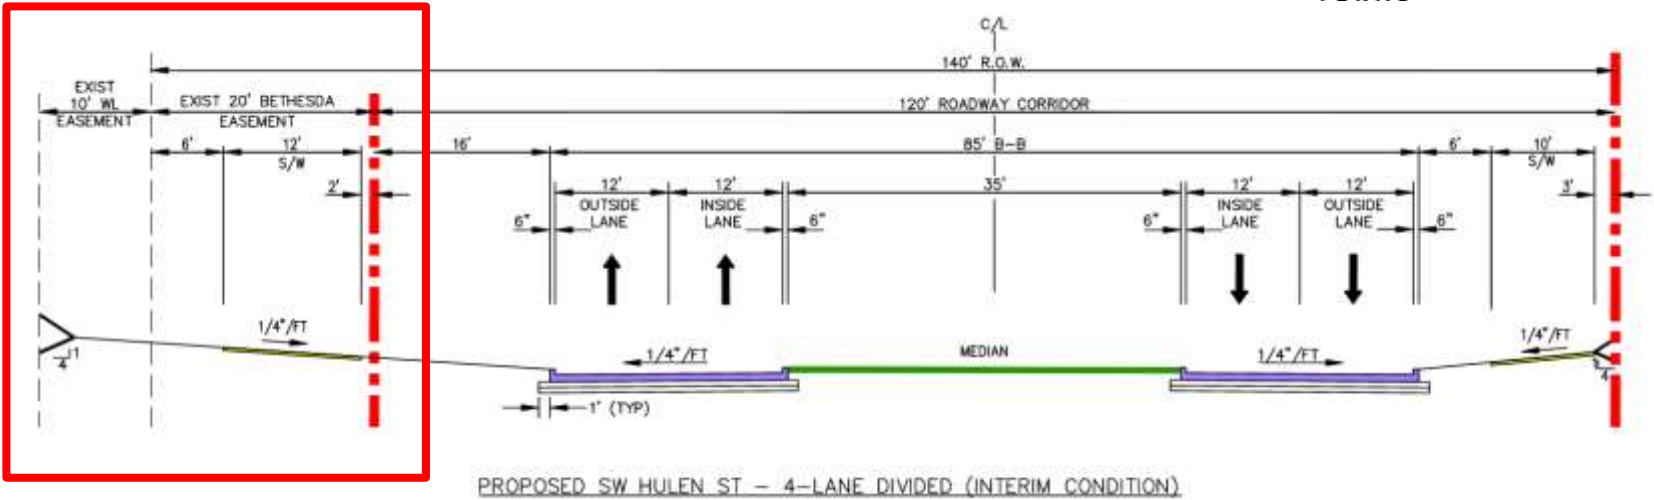 C/L
140' R.O.W.
EXIST
10' WL
EASEMENT
EXIST 20' BETHESDA
EASEMENT
120' ROADWAY CORRIDOR
6'
12'
S/W
16'
85' B-B
6'
10'
S/W
2'
12'
OUTSIDE
LANE
12'
INSIDE
LANE
35'
12'
INSIDE
LANE
12'
OUTSIDE
LANE
3'
6"
6"
6"
6"
1/4"/FT
1/4"/FT
MEDIAN
1/4"/FT
1/4"/FT
1
4
4
1' (TYP)
PROPOSED SW HULEN ST - 4-LANE DIVIDED (INTERIM CONDITION)